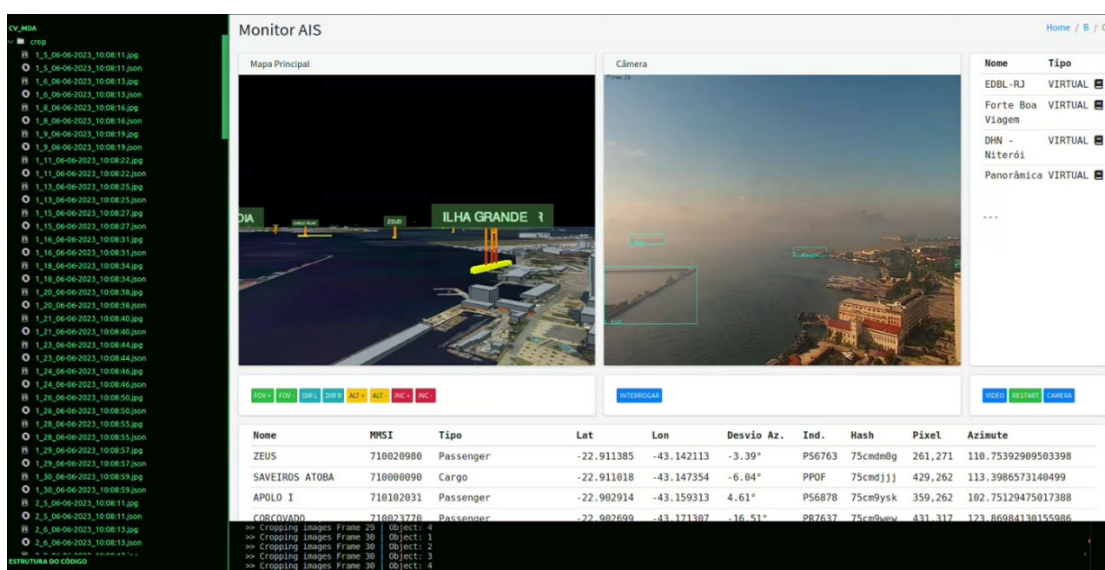 CV_MDA
crop
1_5_06-06-2023_10:08:11.jpg
1_5_06-06-2023_10:08:11.json
1_6_06-06-2023_10:08:13.jpg
1_6_06-06-2023_10:08:13.json
1_8_06-06-2023_10:08:16.jpg
1_8_06-06-2023_10:08:16.json
1_9_06-06-2023_10:08:19.jpg
1_9_06-06-2023_10:08:19.json
1_11_06-06-2023_10:08:22.jpg
1_11_06-06-2023_10:08:22.json
1_13_06-06-2023_10:08:25.jpg
1_13_06-06-2023_10:08:25.json
1_15_06-06-2023_10:08:27.jpg
1_15_06-06-2023_10:08:27.json
1_16_06-06-2023_10:08:31.jpg
1_16_06-06-2023_10:08:31.json
1_18_06-06-2023_10:08:34.jpg
1_18_06-06-2023_10:08:34.json
1_20_06-06-2023_10:08:38.jpg
1_20_06-06-2023_10:08:38.json
1_21_06-06-2023_10:08:40.jpg
1_21_06-06-2023_10:08:40.json
1_23_06-06-2023_10:08:44.jpg
1_23_06-06-2023_10:08:44.json
1_24_06-06-2023_10:08:46.jpg
1_24_06-06-2023_10:08:46.json
1_26_06-06-2023_10:08:50.jpg
1_26_06-06-2023_10:08:50.json
1_28_06-06-2023_10:08:55.jpg
1_28_06-06-2023_10:08:55.json
1_29_06-06-2023_10:08:57.jpg
1_29_06-06-2023_10:08:57.json
1_30_06-06-2023_10:08:59.jpg
1_30_06-06-2023_10:08:59.json
2_5_06-06-2023_10:08:11.jpg
2_5_06-06-2023_10:08:11.json
2_6_06-06-2023_10:08:13.jpg
2_6_06-06-2023_10:08:13.json
ESTRUTURA DO CÓDIGO
Monitor AIS
Home / B /
Mapa Principal
DIA
ZEUS
ILHA GRANDE R
Câmera
Nome Tipo
EDBL-RJ VIRTUAL
Forte Boa VIRTUAL
Viagem
DHN - VIRTUAL
Niterói
Panorâmica VIRTUAL
---
FOV+ FOV- DIR L DIR R ALT+ ALT- INC+ INC-
INTERROGAR
VIDEO RESTART CAMERA
Nome MMSI Tipo Lat Lon Desvio Az. Ind. Hash Pixel Azimute
ZEUS 710020980 Passenger -22.911385 -43.142113 -3.39° PS6763 75cmdm0g 261,271 110.75392909503398
SAVEIROS ATOBA 710000090 Cargo -22.911018 -43.147354 -6.04° PPOF 75cmdjjj 429,262 113.3986573140499
APOLO I 710102031 Passenger -22.902914 -43.159313 4.61° PS6878 75cm9ysk 359,262 102.75129475017388
CORCOVADO 710023770 Passenger -22.902699 -43.171307 -16.51° PR7637 75cm9wew 431,317 123.86984130155986
>> Cropping images Frame 29 | Object: 4
>> Cropping images Frame 30 | Object: 1
>> Cropping images Frame 30 | Object: 2
>> Cropping images Frame 30 | Object: 3
>> Cropping images Frame 30 | Object: 4